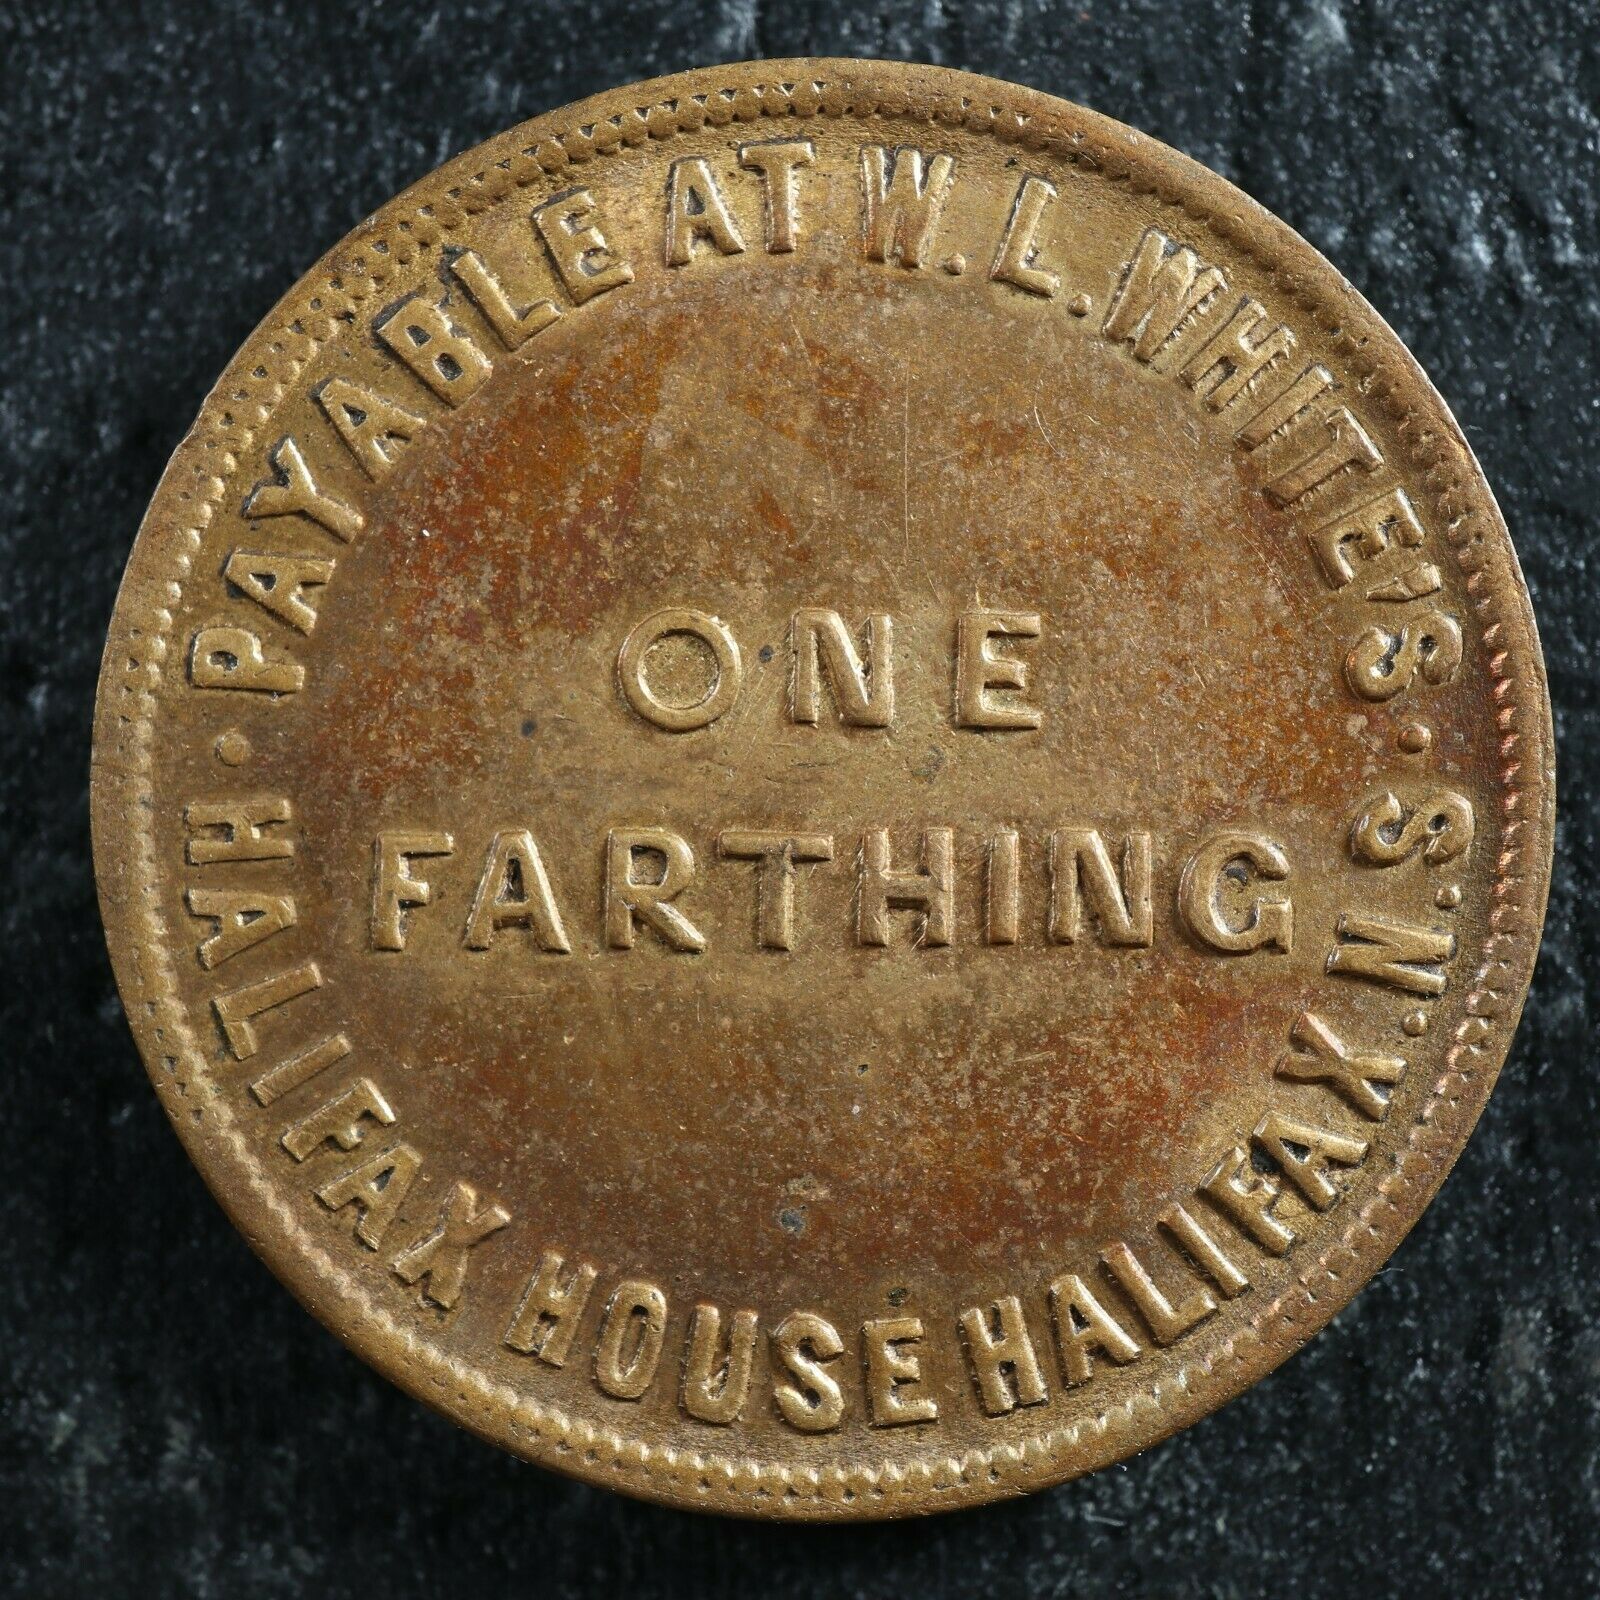 · PAYABLE AT W. L. WHITE'S ·
HALIFAX HOUSE HALIFAX. N. S.
ONE
FARTHING